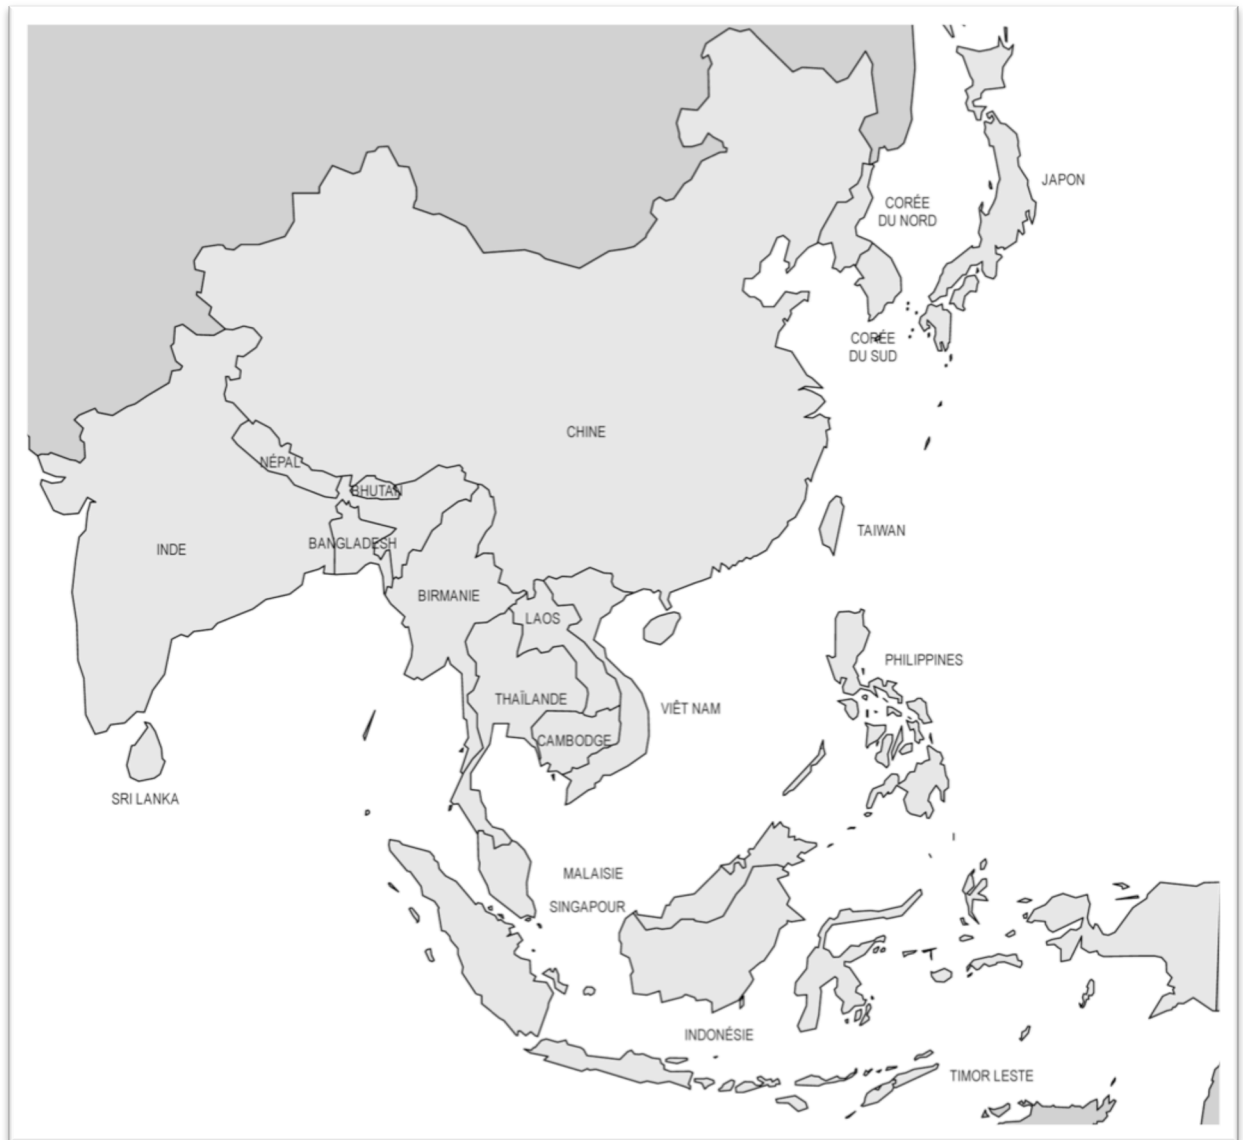 JAPON
CORÉE
DU NORD
CORÉE
DU SUD
CHINE
NÉPAL
BHUTAN
TAIWAN
BANGLADESH
INDE
BIRMANIE
LAOS
PHILIPPINES
THAÏLANDE
VIÊT NAM
CAMBODGE
SRI LANKA
MALAISIE
SINGAPOUR
INDONÉSIE
TIMOR LESTE